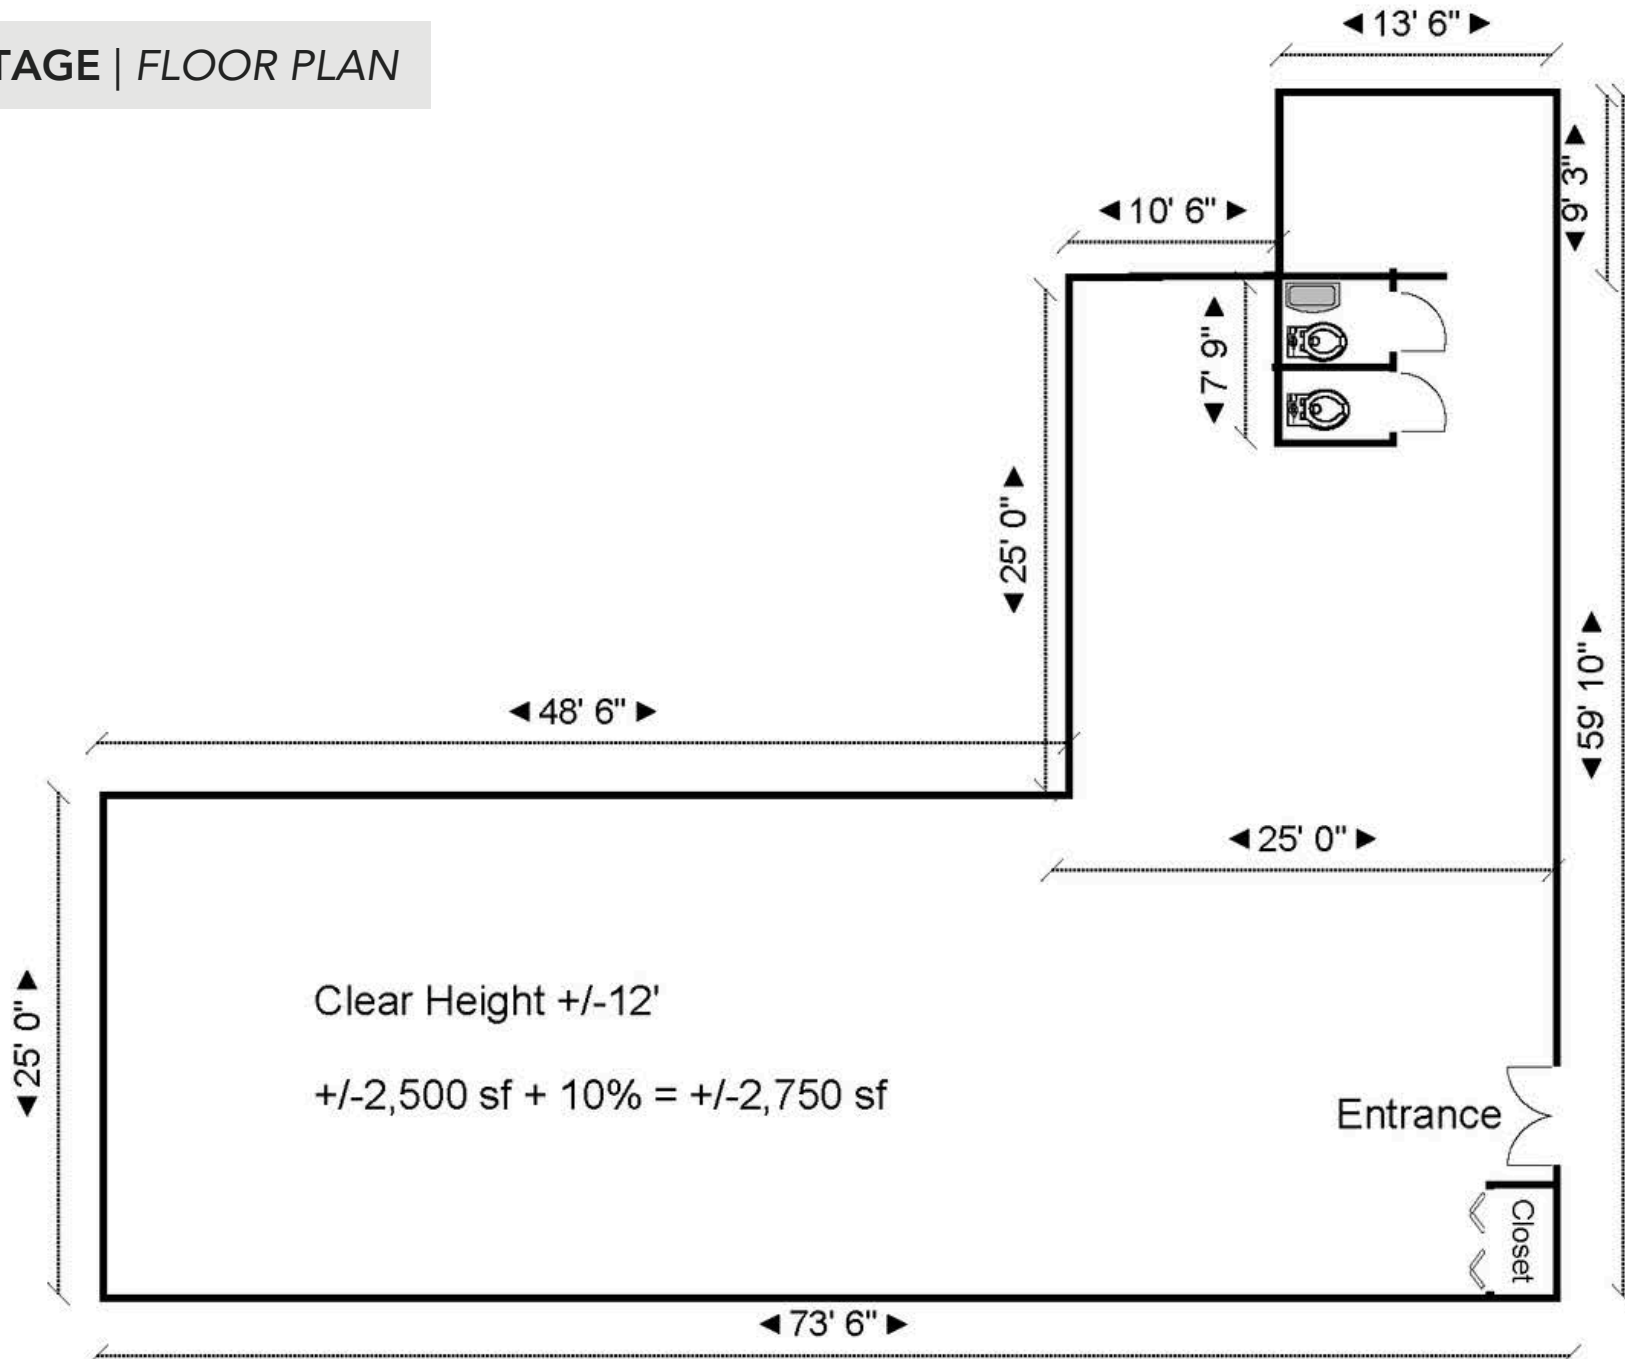 TAGE | FLOOR PLAN
13' 6"
9' 3"
10' 6"
7' 9"
25' 0"
59' 10"
48' 6"
25' 0"
25' 0"
Clear Height +/-12'
+/-2,500 sf + 10% = +/-2,750 sf
Entrance
Closet
73' 6"